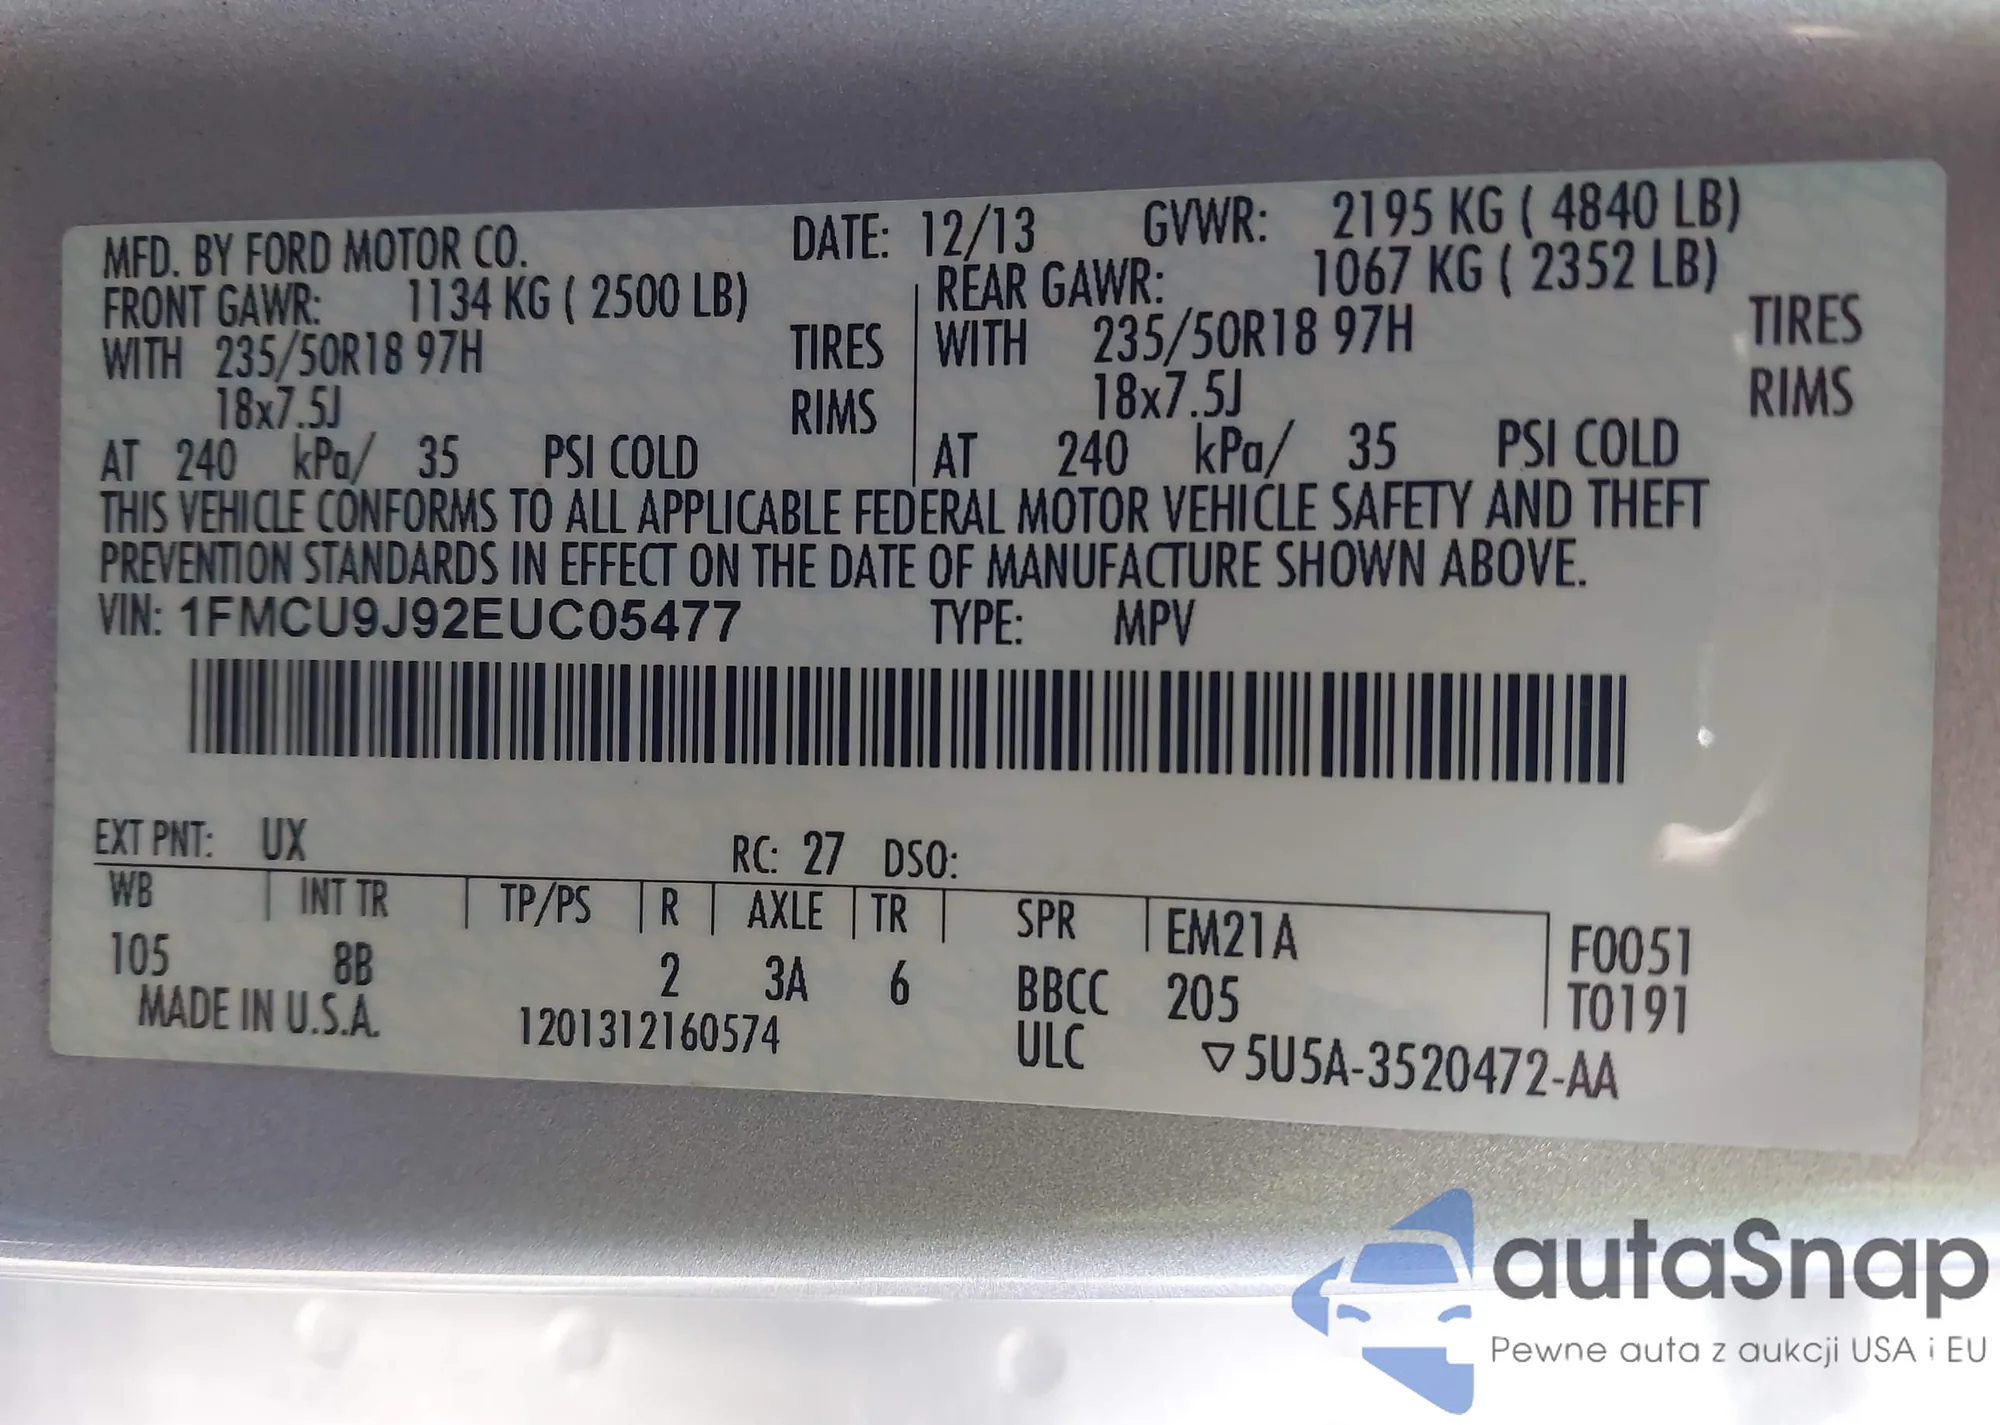 MFD. BY FORD MOTOR CO. DATE: 12/13 GVWR: 2195 KG ( 4840 LB)
FRONT GAWR: 1134 KG ( 2500 LB) REAR GAWR: 1067 KG ( 2352 LB)
WITH 235/50R18 97H TIRES WITH 235/50R18 97H TIRES
18x7.5J RIMS 18x7.5J RIMS
AT 240 kPa/ 35 PSI COLD AT 240 kPa/ 35 PSI COLD
THIS VEHICLE CONFORMS TO ALL APPLICABLE FEDERAL MOTOR VEHICLE SAFETY AND THEFT
PREVENTION STANDARDS IN EFFECT ON THE DATE OF MANUFACTURE SHOWN ABOVE.
VIN: 1FMCU9J92EUC05477 TYPE: MPV
EXT PNT: UX RC: 27 DSO:
WB INT TR TP/PS R AXLE TR SPR EM21A F0051
105 8B 2 3A 6 BBCC 205 T0191
MADE IN U.S.A. 1201312160574 ULC ▽5U5A-3520472-AA
autaSnap
Pewne auta z aukcji USA i EU